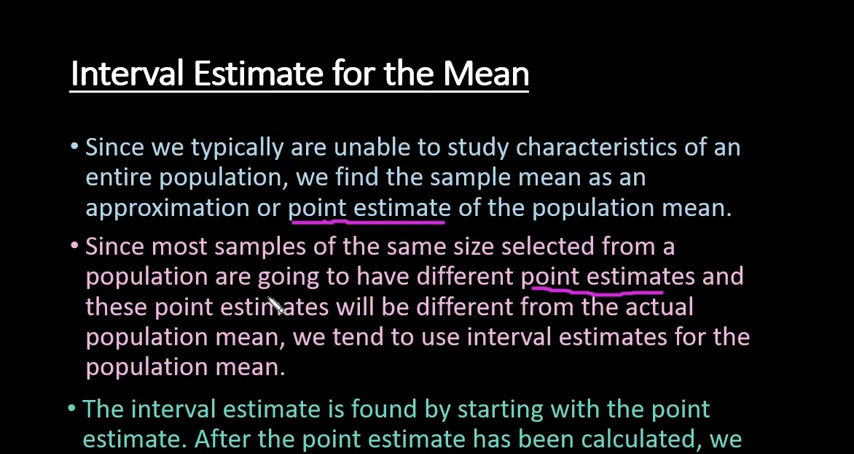 Interval Estimate for the Mean
• Since we typically are unable to study characteristics of an
entire population, we find the sample mean as an
approximation or point estimate of the population mean.
• Since most samples of the same size selected from a
population are going to have different point estimates and
these point estimates will be different from the actual
population mean, we tend to use interval estimates for the
population mean.
• The interval estimate is found by starting with the point
estimate. After the point estimate has been calculated, we